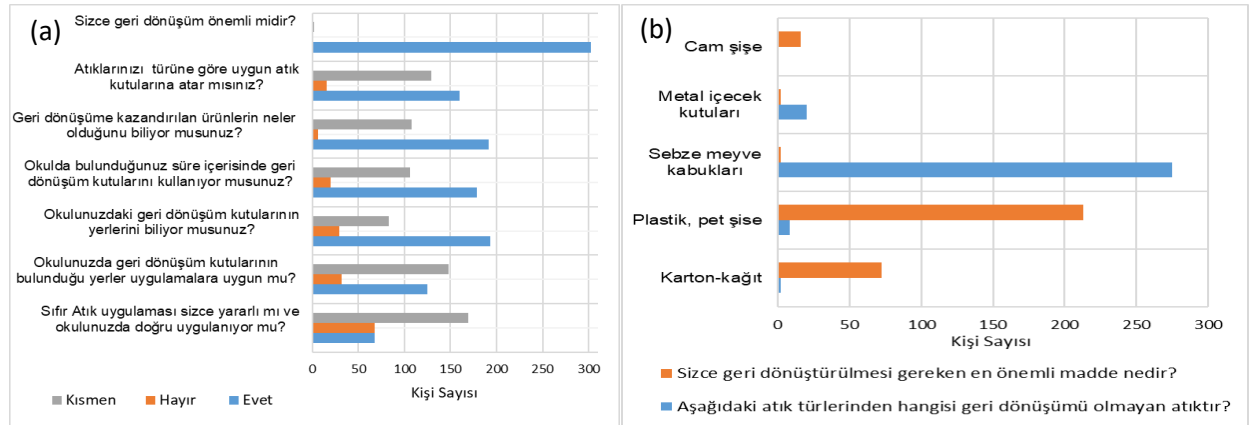 (a)
Sizce geri dönüşüm önemli midir?
Atıklarınızı türüne göre uygun atık
kutularına atar mısınız?
Geri dönüşüme kazandırılan ürünlerin neler
olduğunu biliyor musunuz?
Okulda bulunduğunuz süre içerisinde geri
dönüşüm kutularını kullanıyor musunuz?
Okulunuzdaki geri dönüşüm kutularının
yerlerini biliyor musunuz?
Okulunuzda geri dönüşüm kutularının
bulunduğu yerler uygulamalara uygun mu?
Sıfır Atık uygulaması sizce yararlı mı ve
okulunuzda doğru uygulanıyor mu?
0 50 100 150 200 250 300
Kişi Sayısı
Kısmen Hayır Evet
(b)
Cam şişe
Metal içecek
kutuları
Sebze meyve
kabukları
Plastik, pet şise
Karton-kağıt
0 50 100 150 200 250 300
Kişi Sayısı
Sizce geri dönüştürülmesi gereken en önemli madde nedir?
Aşağıdaki atık türlerinden hangisi geri dönüşümü olmayan atıktır?